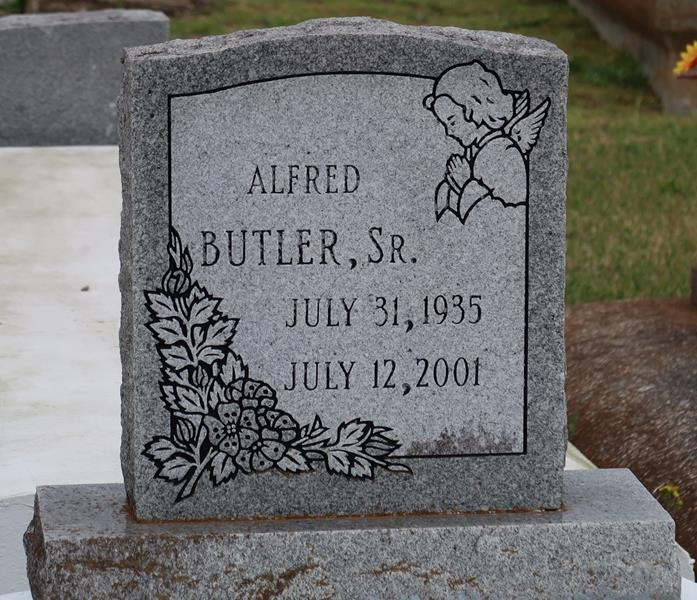 ALFRED
BUTLER, SR.
JULY 31, 1935
JULY 12, 2001